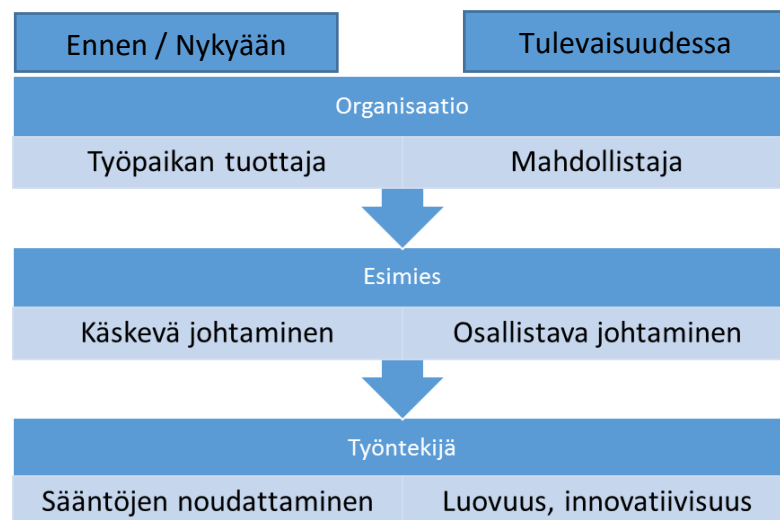 Ennen / Nykyään
Tulevaisuudessa
Organisaatio
Työpaikan tuottaja
Mahdollistaja
Esimies
Käskevä johtaminen
Osallistava johtaminen
Työntekijä
Sääntöjen noudattaminen
Luovuus, innovatiivisuus